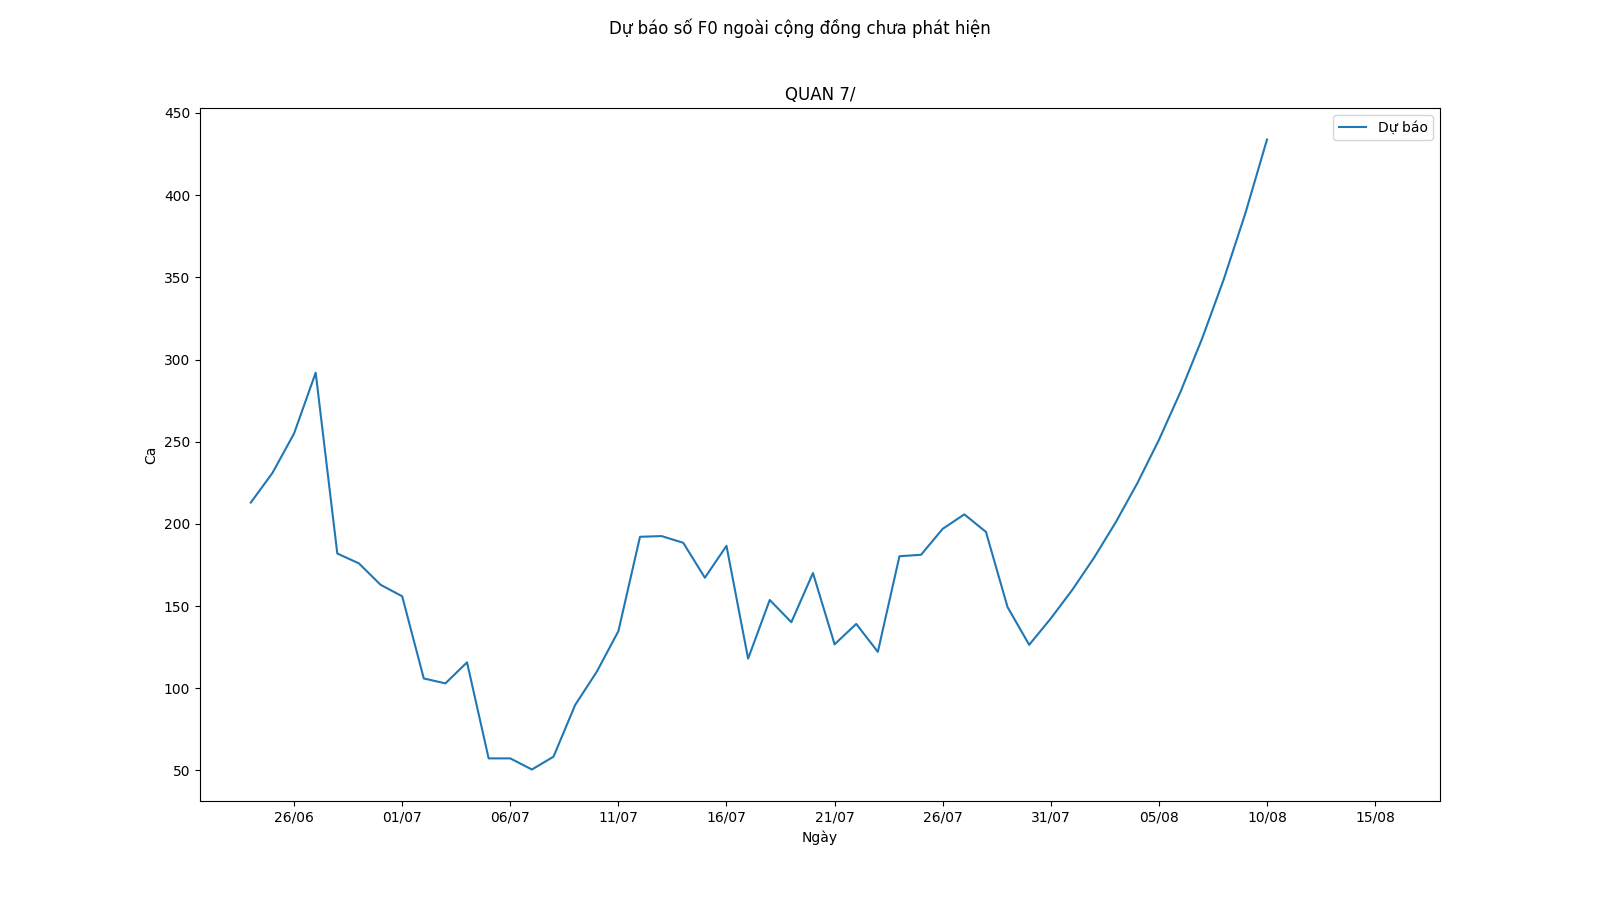 Dự báo số F0 ngoài cộng đồng chưa phát hiện
QUAN 7/
Dự báo
450
400
350
300
250
200
150
100
50
Ca
26/06 01/07 06/07 11/07 16/07 21/07 26/07 31/07 05/08 10/08 15/08
Ngày